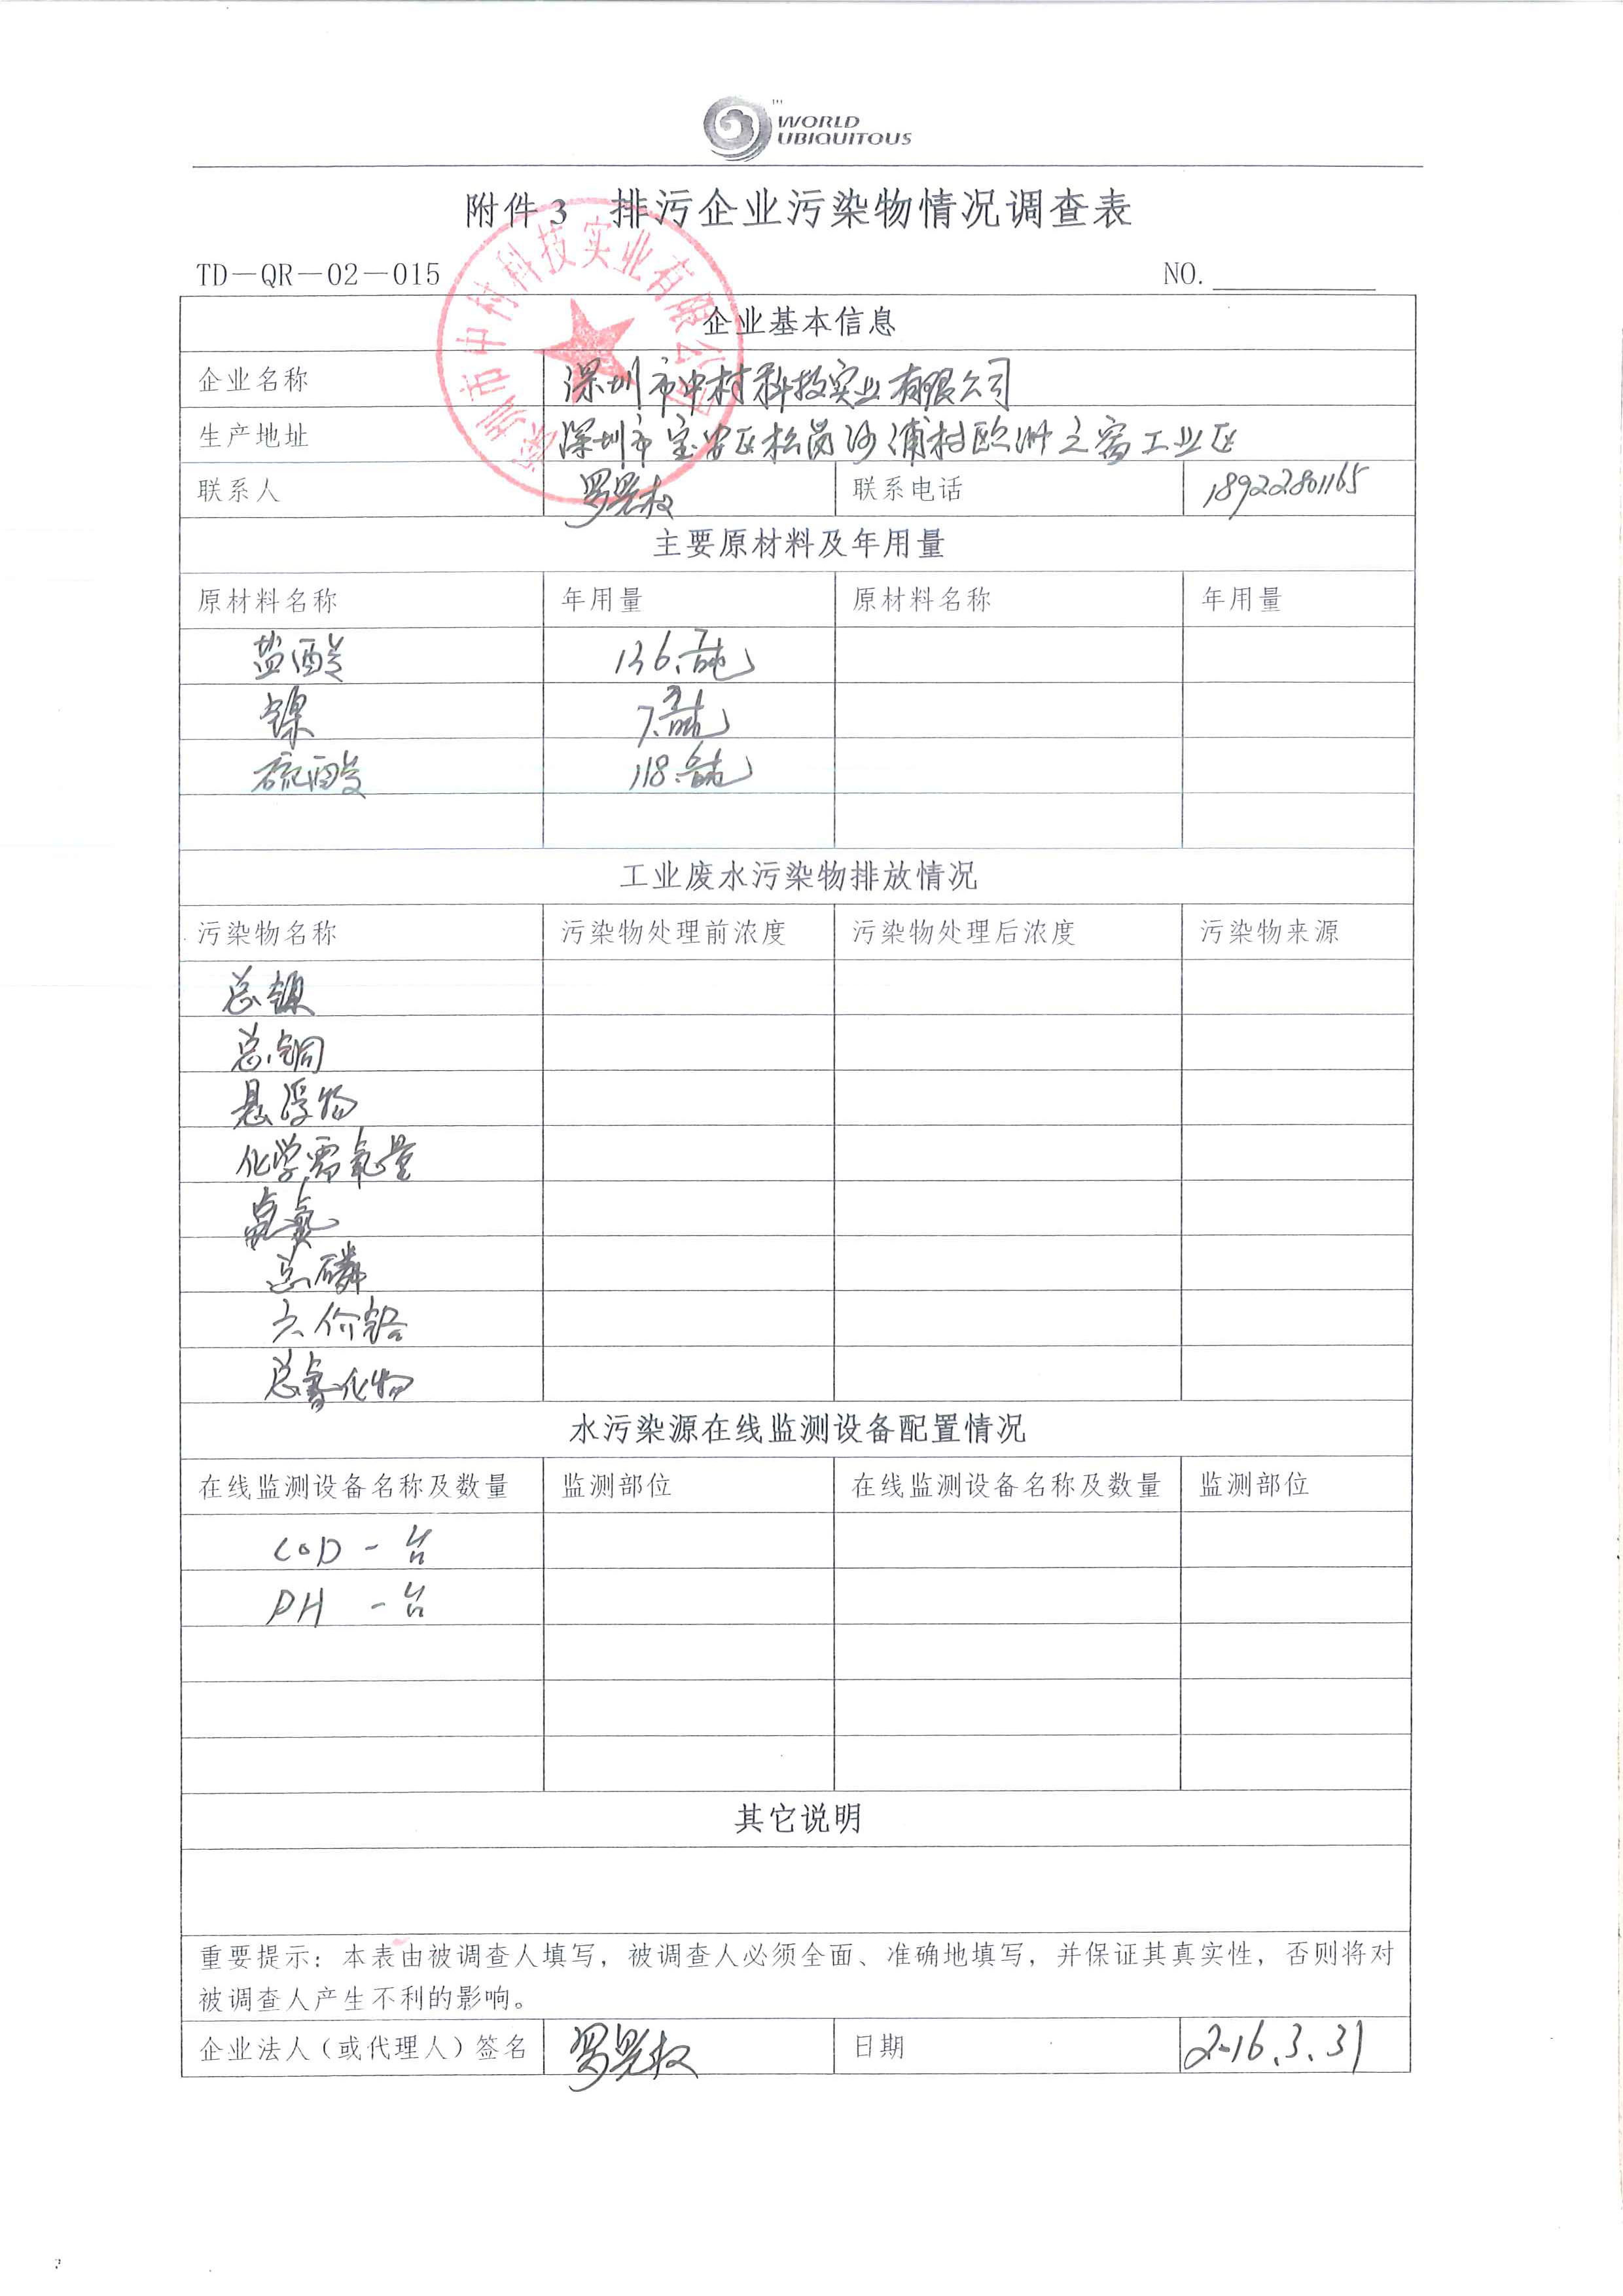 WORLD
UBIQUITOUS
附件3 排污企业污染物情况调查表
TD-QR-02-015 NO.
深圳市中村科技实业有限公司
企业基本信息
企业名称 深圳市中村科技实业有限公司
生产地址 深圳市宝安区松岗沙浦村欧洲之窗工业区
联系人 罗 权 联系电话 18922801165
主要原材料及年用量
原材料名称 年用量 原材料名称 年用量
盐酸 136.7吨
镍 7.吨
硫酸 118.吨
工业废水污染物排放情况
污染物名称 污染物处理前浓度 污染物处理后浓度 污染物来源
总镍
总铜
悬浮物
化学需氧量
氨氮
总磷
六价铬
总氰化物
水污染源在线监测设备配置情况
在线监测设备名称及数量 监测部位 在线监测设备名称及数量 监测部位
COD 一台
PH 一台
其它说明
重要提示：本表由被调查人填写，被调查人必须全面、准确地填写，并保证其真实性，否则将对
被调查人产生不利的影响。
企业法人（或代理人）签名 罗 权 日期 2016.3.31